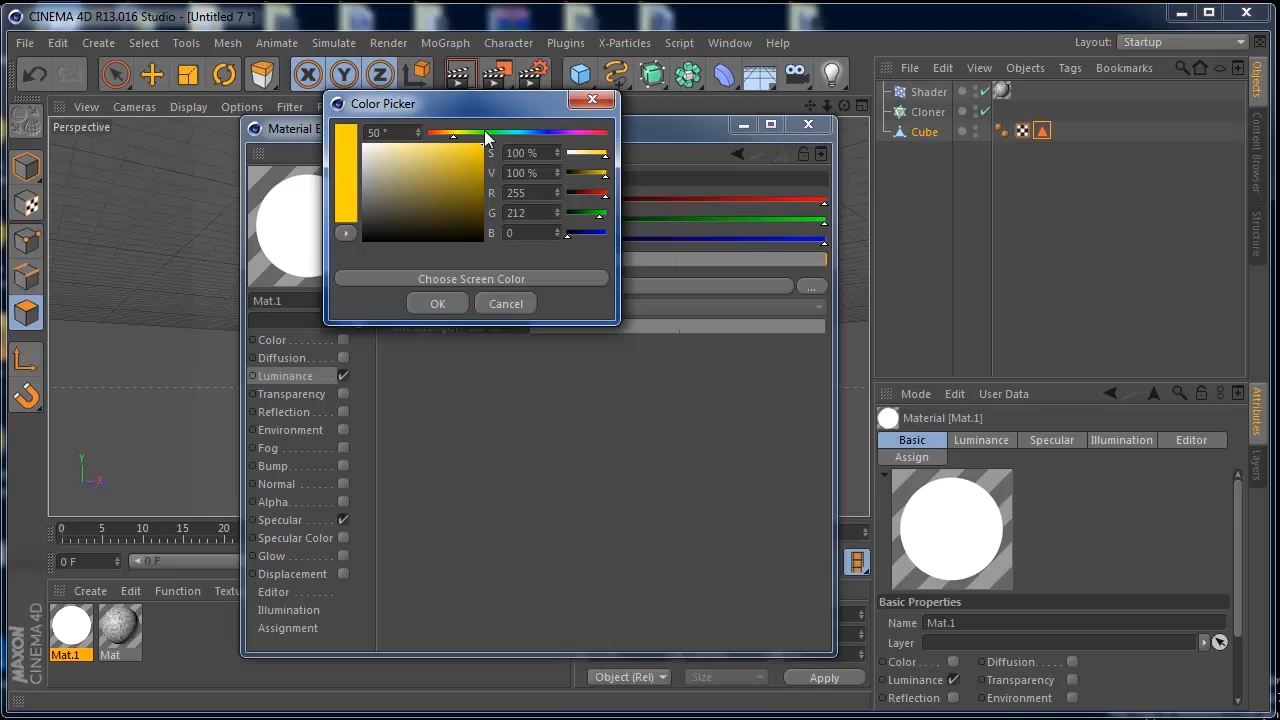 CINEMA 4D R13.016 Studio - [Untitled 7 *]
File Edit Create Select Tools Mesh Animate Simulate Render MoGraph Character Plugins X-Particles Script Window Help Layout: Startup
X Y Z
File Edit View Objects Tags Bookmarks
Shader
Cloner
Cube
View Cameras Display Options Filter
Perspective
Material E
Color Picker
50 °
S 100 %
V 100 %
R 255
G 212
B 0
Choose Screen Color
OK Cancel
...
Mat.1
Color
Diffusion
Luminance
Transparency
Reflection
Environment
Fog
Bump
Normal
Alpha
Specular
Specular Color
Glow
Displacement
Editor
Illumination
Assignment
Y
X
0 5 10 15 20
0 F 0 F
Create Edit Function Textu
Mat.1 Mat
MAXON
CINEMA 4D
Object (Rel) Size Apply
Objects
Content Browser
Structure
Attributes
Layers
Mode Edit User Data
Material [Mat.1]
Basic Luminance Specular Illumination Editor
Assign
Basic Properties
Name Mat.1
Layer
Color . . . . Diffusion. . . . .
Luminance Transparency
Reflection Environment